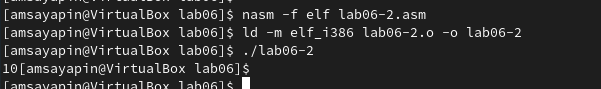 [amsayapin@VirtualBox lab06]$ nasm -f elf lab06-2.asm
[amsayapin@VirtualBox lab06]$ ld -m elf_i386 lab06-2.o -o lab06-2
[amsayapin@VirtualBox lab06]$ ./lab06-2
10[amsayapin@VirtualBox lab06]$
[amsayapin@VirtualBox lab06]$